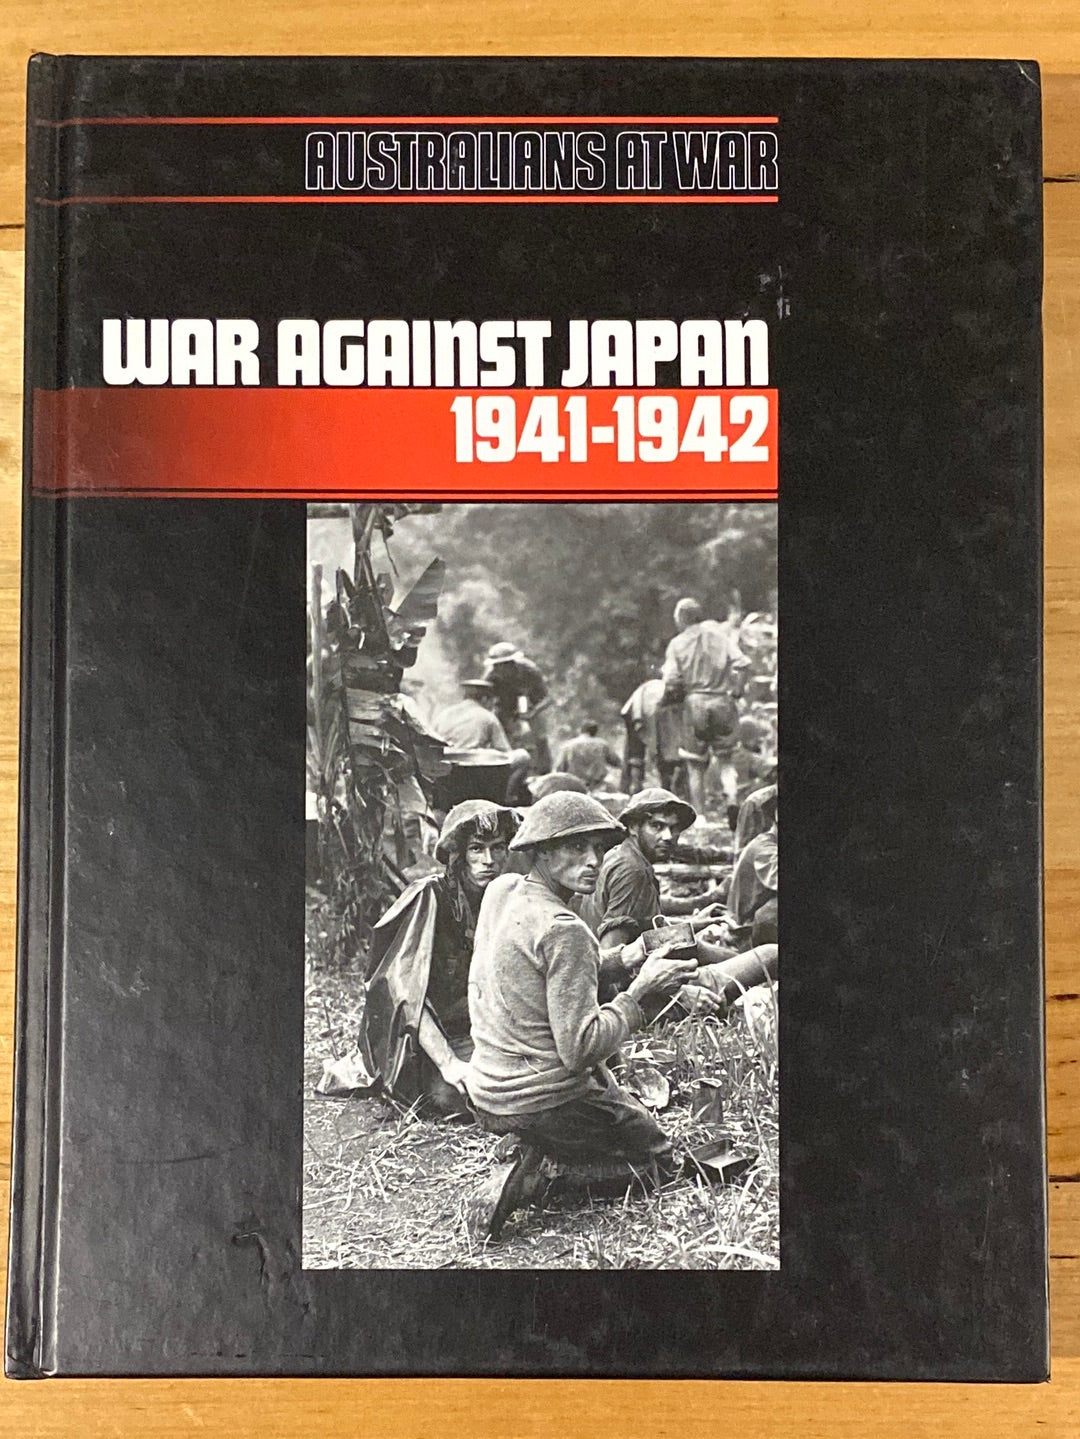 AUSTRALIANS AT WAR
WAR AGAINST JAPAN
1941-1942